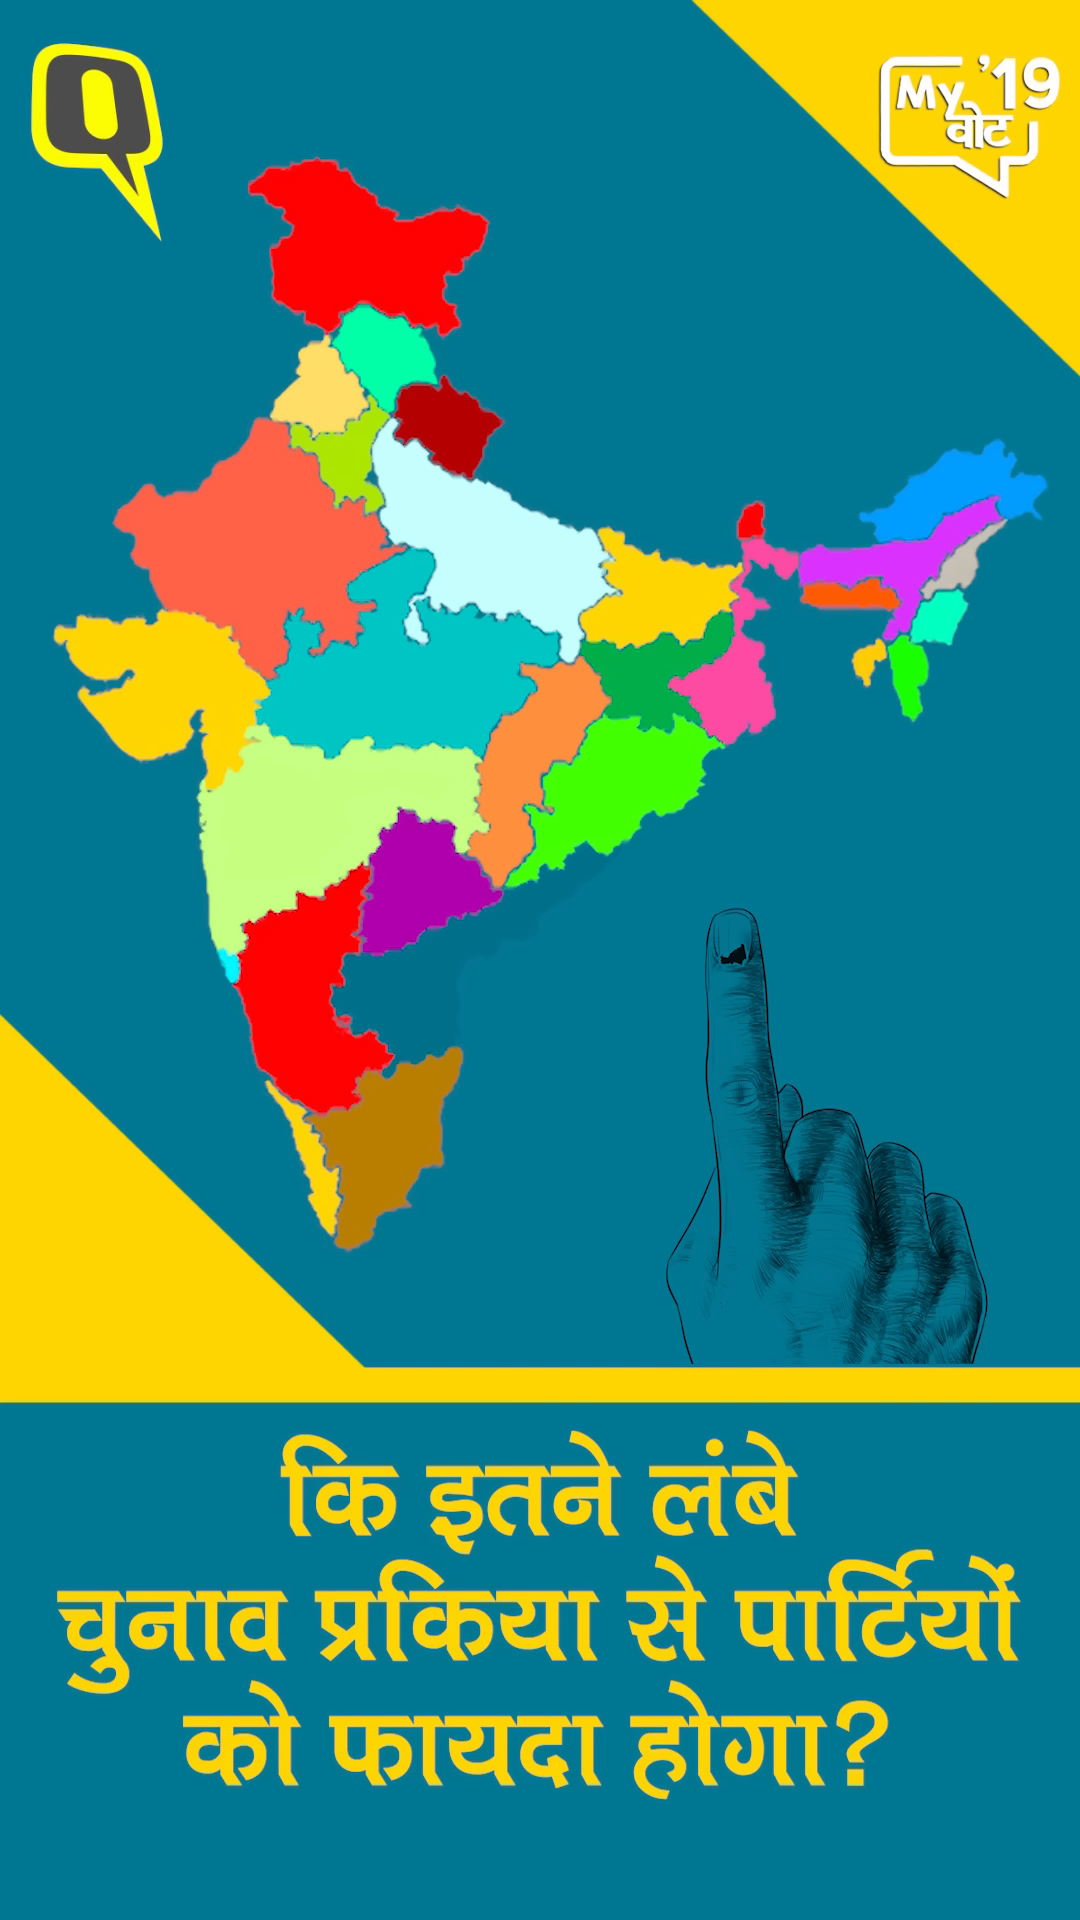 Q
My '19
वोट
कि इतने लंबे
चुनाव प्रकिया से पार्टियों
को फायदा होगा?